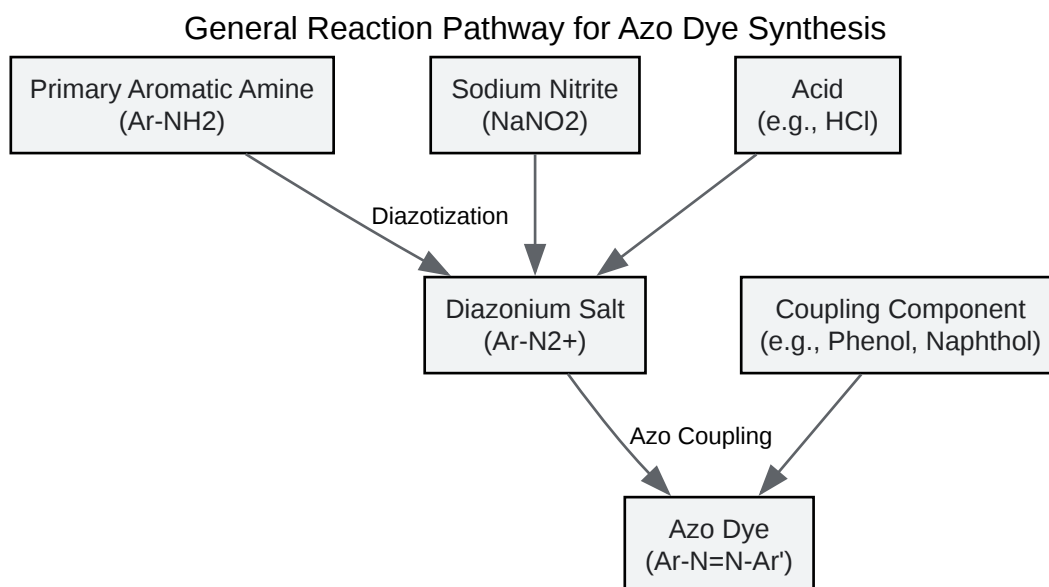 General Reaction Pathway for Azo Dye Synthesis
Primary Aromatic Amine
(Ar-NH2)
Sodium Nitrite
(NaNO2)
Acid
(e.g., HCl)
Diazotization
Diazonium Salt
(Ar-N2+)
Coupling Component
(e.g., Phenol, Naphthol)
Azo Coupling
Azo Dye
(Ar-N=N-Ar')